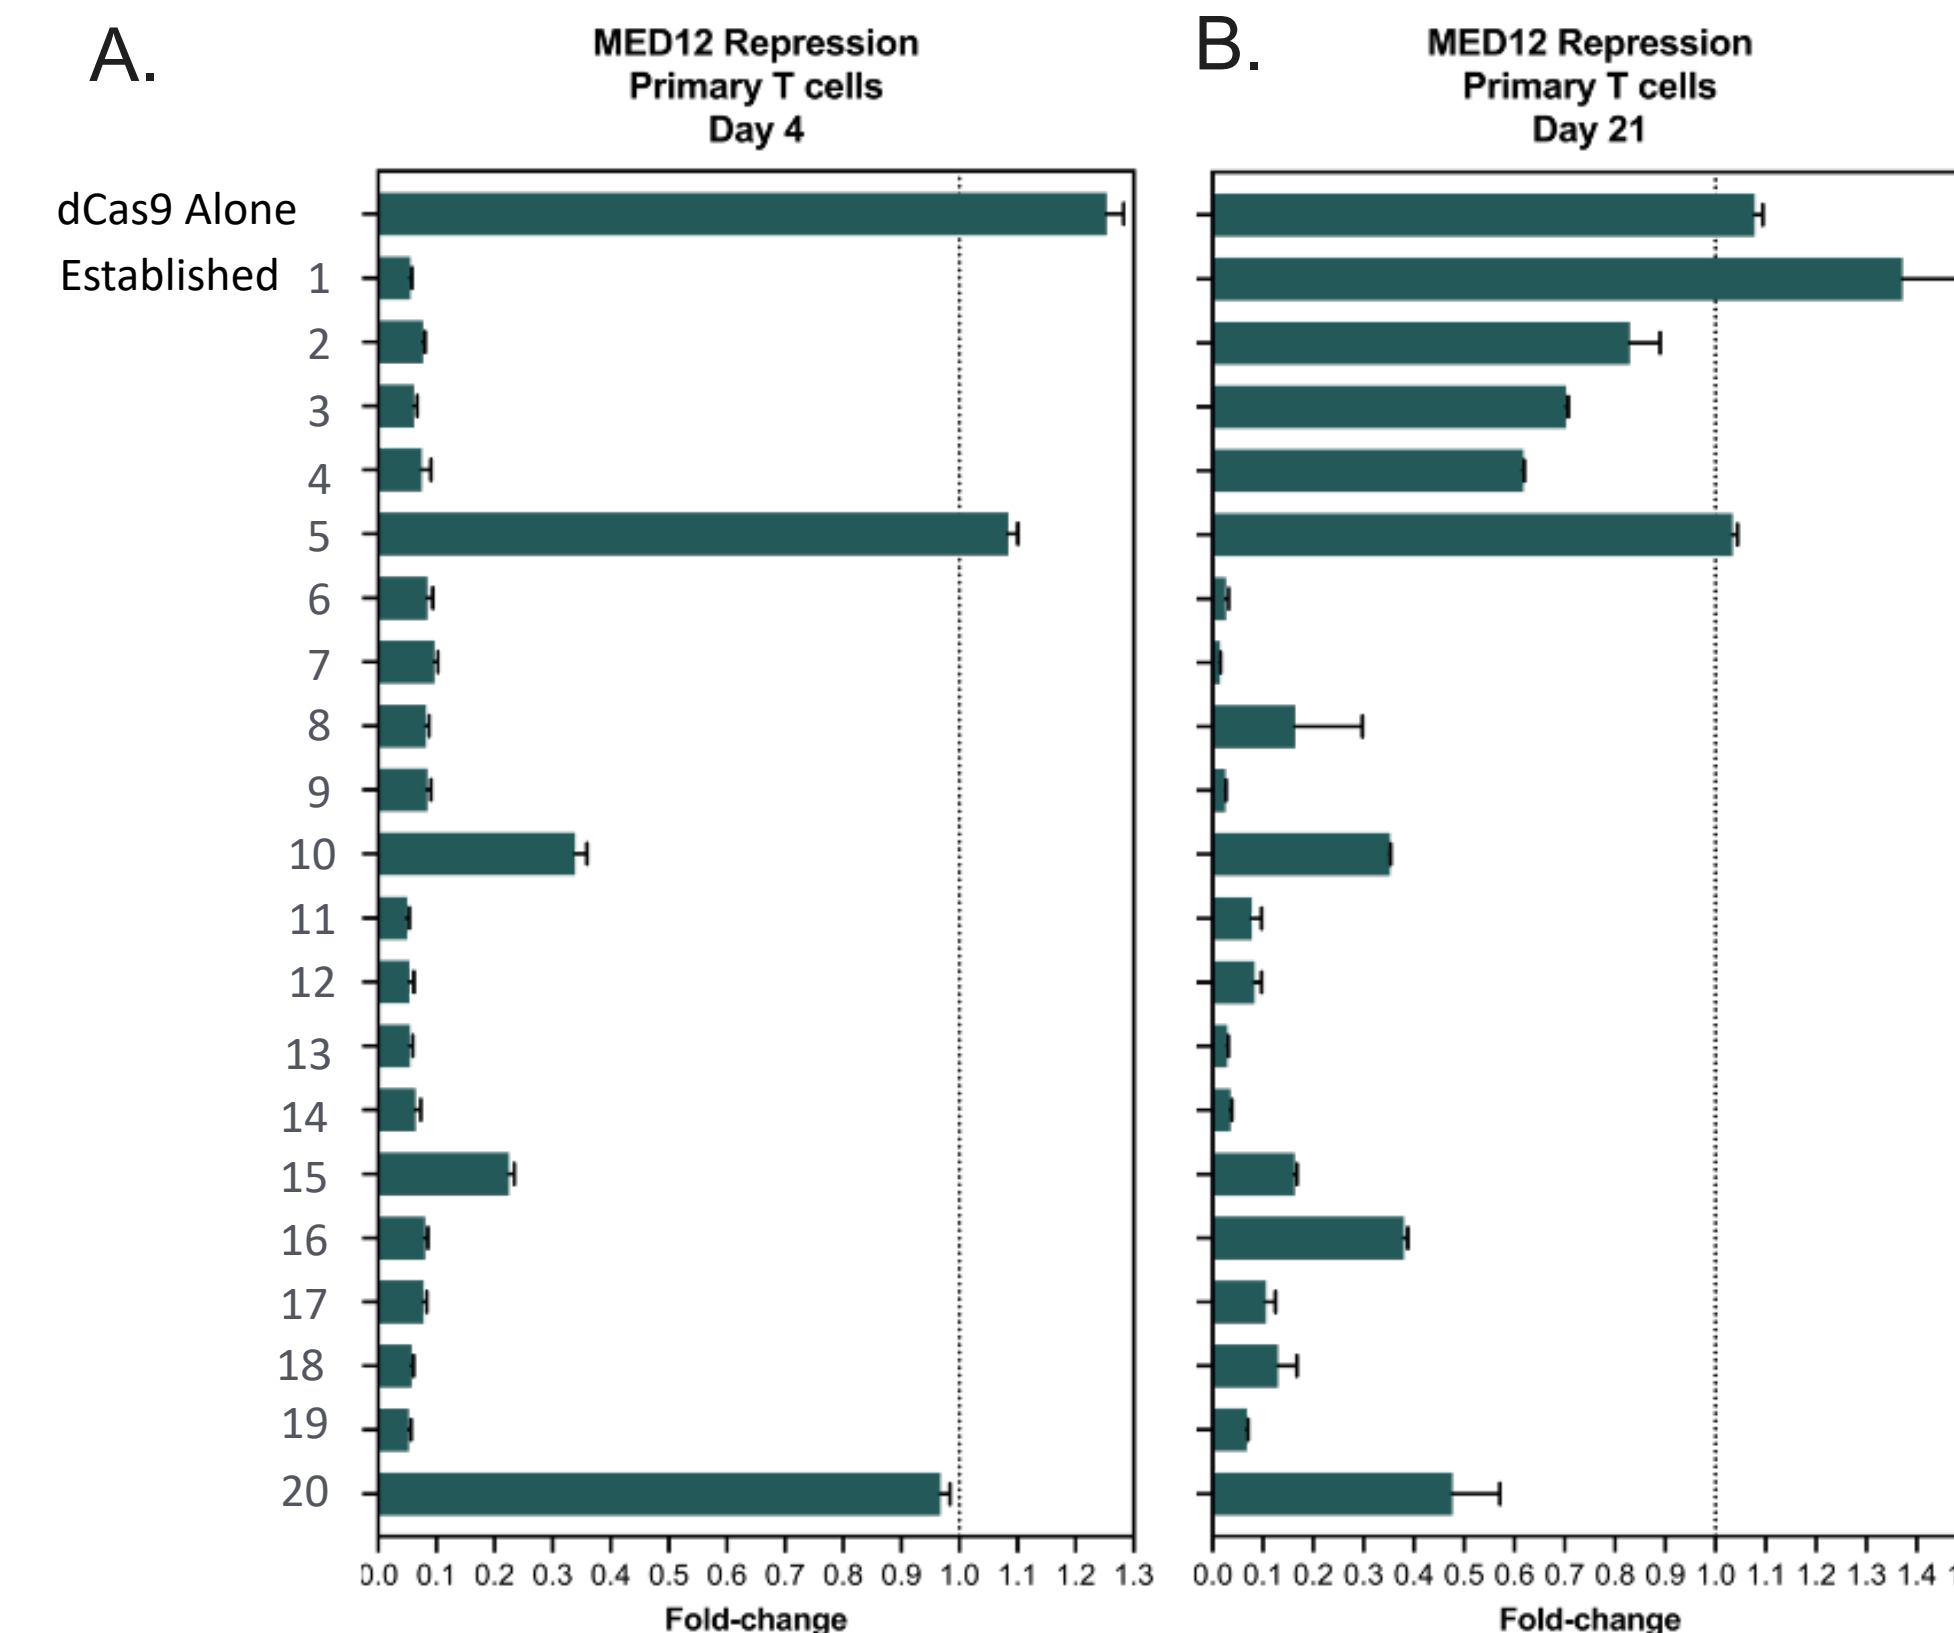 A.
MED12 Repression
Primary T cells
Day 4
B.
MED12 Repression
Primary T cells
Day 21
dCas9 Alone
Established 1
2
3
4
5
6
7
8
9
10
11
12
13
14
15
16
17
18
19
20
0.0 0.1 0.2 0.3 0.4 0.5 0.6 0.7 0.8 0.9 1.0 1.1 1.2 1.3
Fold-change
0.0 0.1 0.2 0.3 0.4 0.5 0.6 0.7 0.8 0.9 1.0 1.1 1.2 1.3 1.4
Fold-change